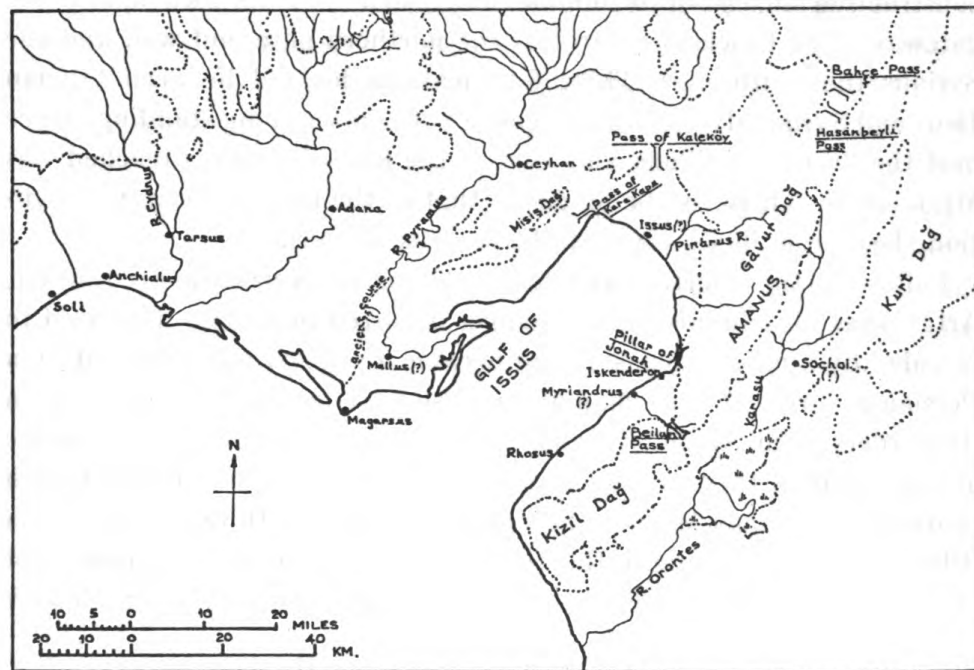 Bahçe Pass
Pass of Kaleköy
Hasanbeyli
Pass
Ceyhan
R. Cydnus
Adana
R. Pyramus
Misis Dağ
Pass of
Kara Kapu
Issus(?)
Pinarus R.
Gavur Dağ
Tarsus
Anchialus
Soli
ancient course
(?)
AMANUS
Kurt Dağ
Mallus(?)
GULF OF
ISSUS
Pillar of
Jonah
Iskenderon
Sochoi
(?)
Myriandrus
(?)
Karasu
Magarsus
Beilan
Pass
Rhosus
N
Kizil Dağ
R. Orontes
10 5 0 10 20
MILES
20 10 0 20 40
KM.